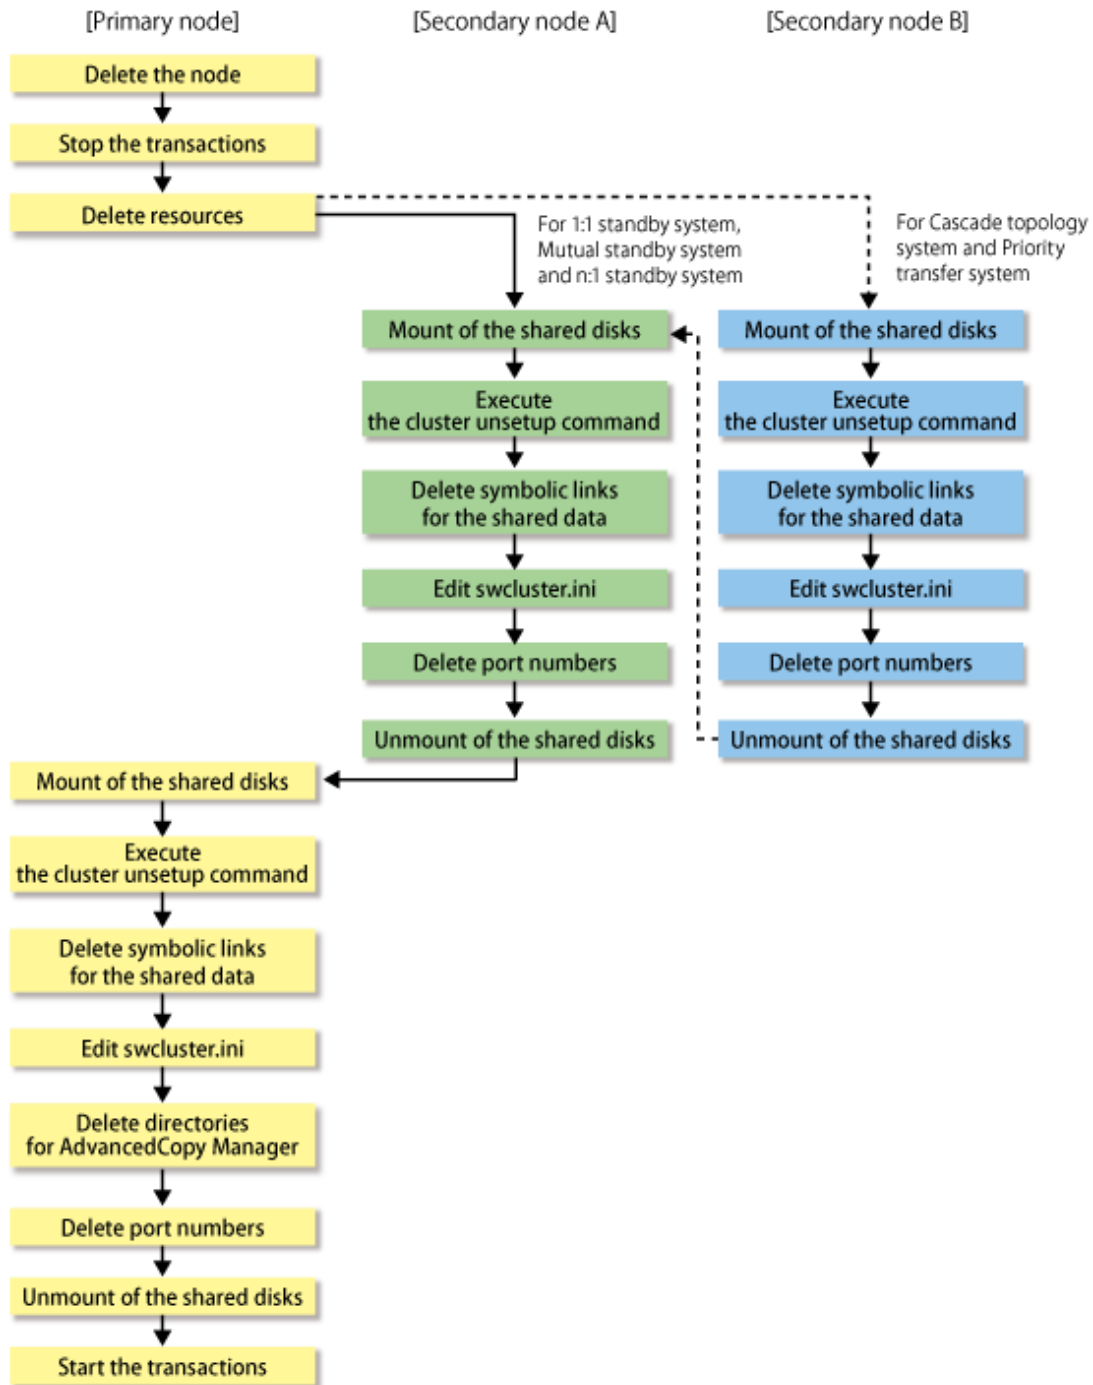 [Primary node]
[Secondary node A]
[Secondary node B]
Delete the node
Stop the transactions
Delete resources
For 1:1 standby system,
Mutual standby system
and n:1 standby system
For Cascade topology
system and Priority
transfer system
Mount of the shared disks
Execute
the cluster unsetup command
Delete symbolic links
for the shared data
Edit swcluster.ini
Delete port numbers
Unmount of the shared disks
Mount of the shared disks
Execute
the cluster unsetup command
Delete symbolic links
for the shared data
Edit swcluster.ini
Delete port numbers
Unmount of the shared disks
Mount of the shared disks
Execute
the cluster unsetup command
Delete symbolic links
for the shared data
Edit swcluster.ini
Delete directories
for AdvancedCopy Manager
Delete port numbers
Unmount of the shared disks
Start the transactions